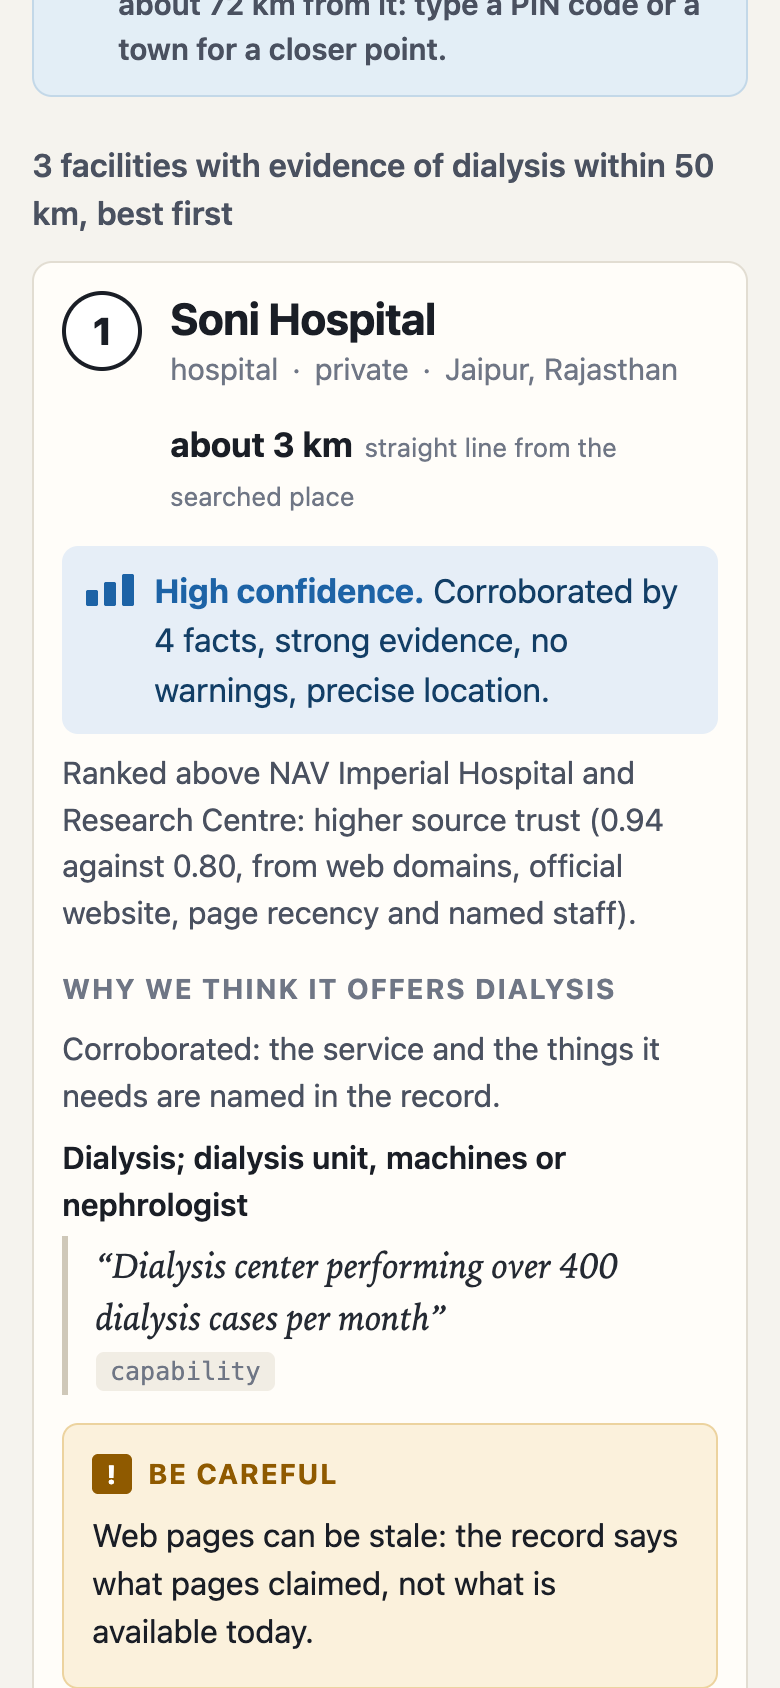 about 72 km from it: type a PIN code or a
town for a closer point.
3 facilities with evidence of dialysis within 50
km, best first
1
Soni Hospital
hospital · private · Jaipur, Rajasthan
about 3 km straight line from the
searched place
High confidence. Corroborated by
4 facts, strong evidence, no
warnings, precise location.
Ranked above NAV Imperial Hospital and
Research Centre: higher source trust (0.94
against 0.80, from web domains, official
website, page recency and named staff).
WHY WE THINK IT OFFERS DIALYSIS
Corroborated: the service and the things it
needs are named in the record.
Dialysis; dialysis unit, machines or
nephrologist
“Dialysis center performing over 400
dialysis cases per month”
capability
! BE CAREFUL
Web pages can be stale: the record says
what pages claimed, not what is
available today.